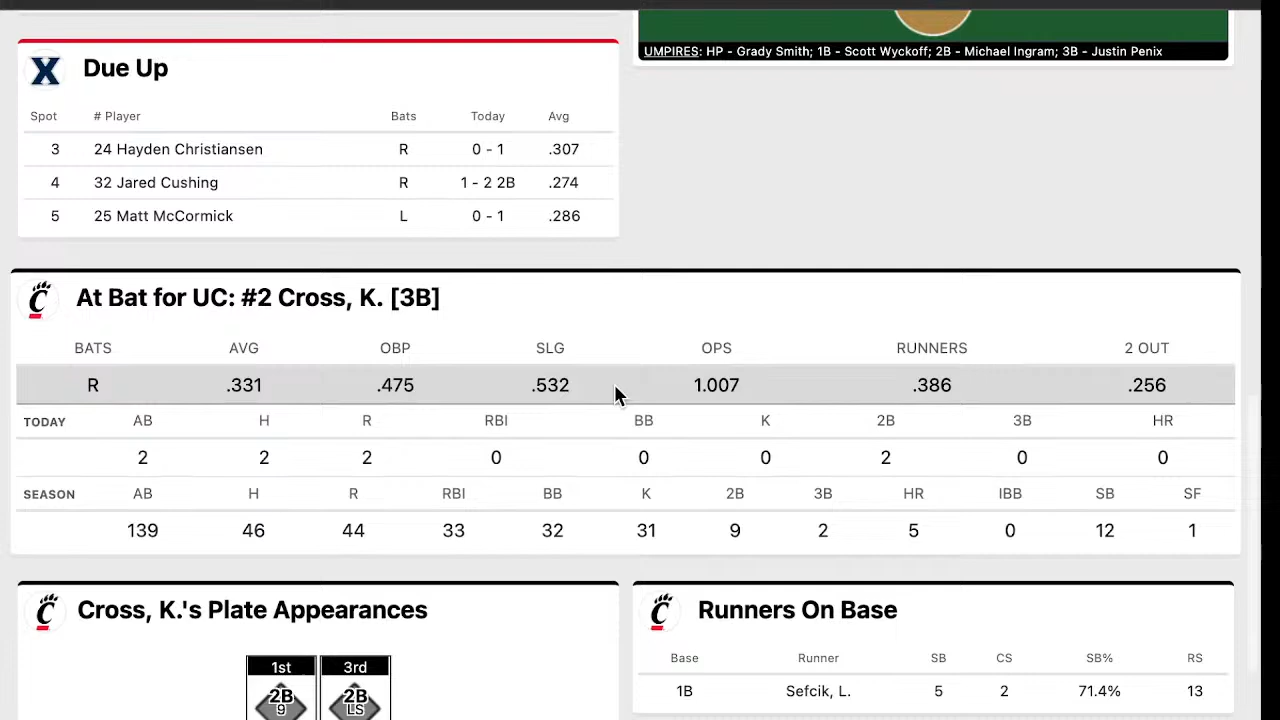 UMPIRES: HP - Grady Smith; 1B - Scott Wyckoff; 2B - Michael Ingram; 3B - Justin Penix
X Due Up
Spot # Player Bats Today Avg
3 24 Hayden Christiansen R 0 - 1 .307
4 32 Jared Cushing R 1 - 2 2B .274
5 25 Matt McCormick L 0 - 1 .286
C At Bat for UC: #2 Cross, K. [3B]
BATS AVG OBP SLG OPS RUNNERS 2 OUT
R .331 .475 .532 1.007 .386 .256
TODAY AB H R RBI BB K 2B 3B HR
2 2 2 0 0 0 2 0 0
SEASON AB H R RBI BB K 2B 3B HR IBB SB SF
139 46 44 33 32 31 9 2 5 0 12 1
C Cross, K.'s Plate Appearances
1st 3rd
2B 2B
9 LS
C Runners On Base
Base Runner SB CS SB% RS
1B Sefcik, L. 5 2 71.4% 13